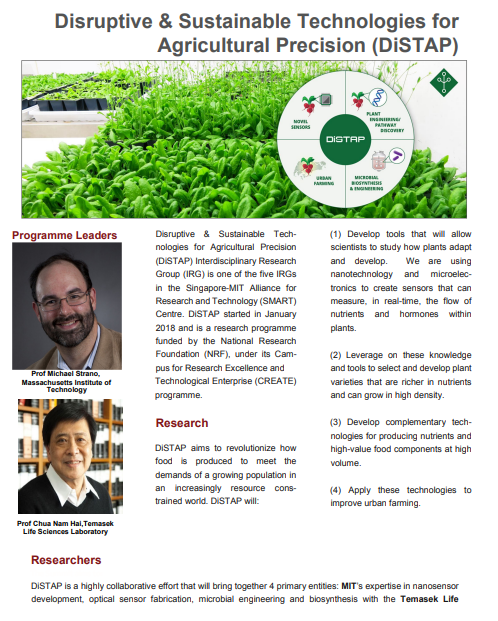 Disruptive & Sustainable Technologies for
Agricultural Precision (DiSTAP)
NOVEL
SENSORS
PLANT
ENGINEERING/
PATHWAY
DISCOVERY
DiSTAP
URBAN
FARMING
MICROBIAL
BIOSYNTHESIS
& ENGINEERING
Programme Leaders
Prof Michael Strano,
Massachusetts Institute of
Technology
Prof Chua Nam Hai,Temasek
Life Sciences Laboratory
Disruptive & Sustainable Tech-
nologies for Agricultural Precision
(DiSTAP) Interdisciplinary Research
Group (IRG) is one of the five IRGs
in the Singapore-MIT Alliance for
Research and Technology (SMART)
Centre. DiSTAP started in January
2018 and is a research programme
funded by the National Research
Foundation (NRF), under its Cam-
pus for Research Excellence and
Technological Enterprise (CREATE)
programme.
Research
DiSTAP aims to revolutionize how
food is produced to meet the
demands of a growing population in
an increasingly resource cons-
trained world. DiSTAP will:
(1) Develop tools that will allow
scientists to study how plants adapt
and develop. We are using
nanotechnology and microelec-
tronics to create sensors that can
measure, in real-time, the flow of
nutrients and hormones within
plants.
(2) Leverage on these knowledge
and tools to select and develop plant
varieties that are richer in nutrients
and can grow in high density.
(3) Develop complementary tech-
nologies for producing nutrients and
high-value food components at high
volume.
(4) Apply these technologies to
improve urban farming.
Researchers
DiSTAP is a highly collaborative effort that will bring together 4 primary entities: MIT's expertise in nanosensor
development, optical sensor fabrication, microbial engineering and biosynthesis with the Temasek Life